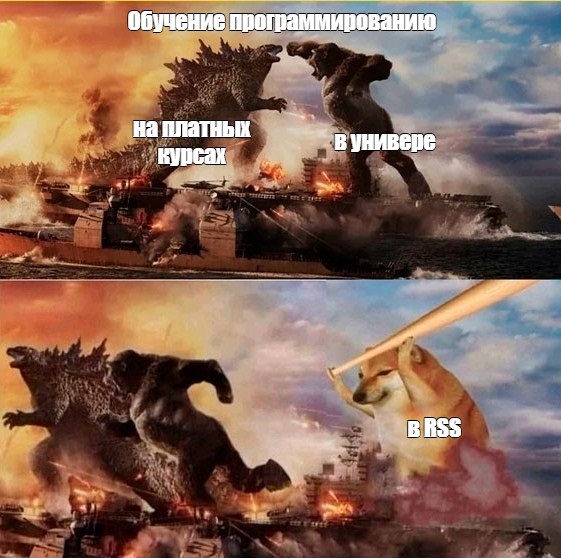 Обучение программированию
на платных
курсах
в универе
в RSS